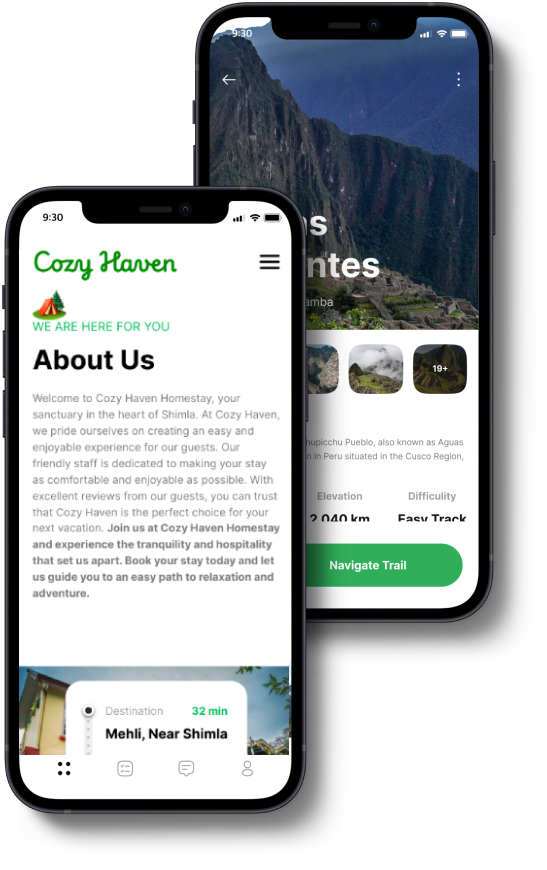 9:30
Cozy Haven
WE ARE HERE FOR YOU
About Us
Welcome to Cozy Haven Homestay, your
sanctuary in the heart of Shimla. At Cozy Haven,
we pride ourselves on creating an easy and
enjoyable experience for our guests. Our
friendly staff is dedicated to making your stay
as comfortable and enjoyable as possible. With
excellent reviews from our guests, you can trust
that Cozy Haven is the perfect choice for your
next vacation. Join us at Cozy Haven Homestay
and experience the tranquility and hospitality
that set us apart. Book your stay today and let
us guide you to an easy path to relaxation and
adventure.
Destination 32 min
Mehli, Near Shimla
9:30
19+
hupicchu Pueblo, also known as Aguas
in Peru situated in the Cusco Region,
Elevation Difficulity
2,040 km Easy Track
Navigate Trail